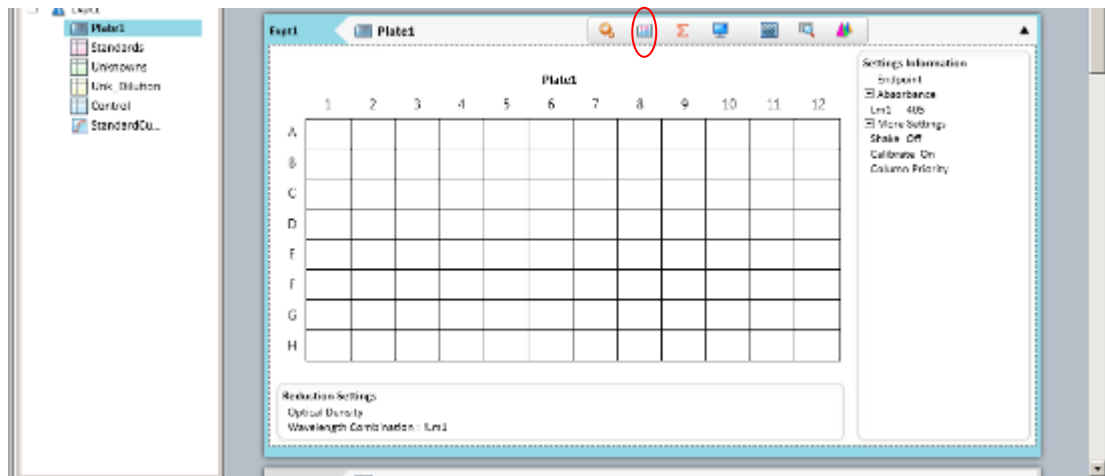 Expt1
Plate1
Standards
Unknowns
Unk_Dilution
Control
StandardCu...
Expt1
Plate1
Plate1
1 2 3 4 5 6 7 8 9 10 11 12
A
B
C
D
E
F
G
H
Settings Information
Endpoint
Absorbance
Lm1 405
More Settings
Shake Off
Calibrate On
Column Priority
Reduction Settings
Optical Density
Wavelength Combination : !Lm1